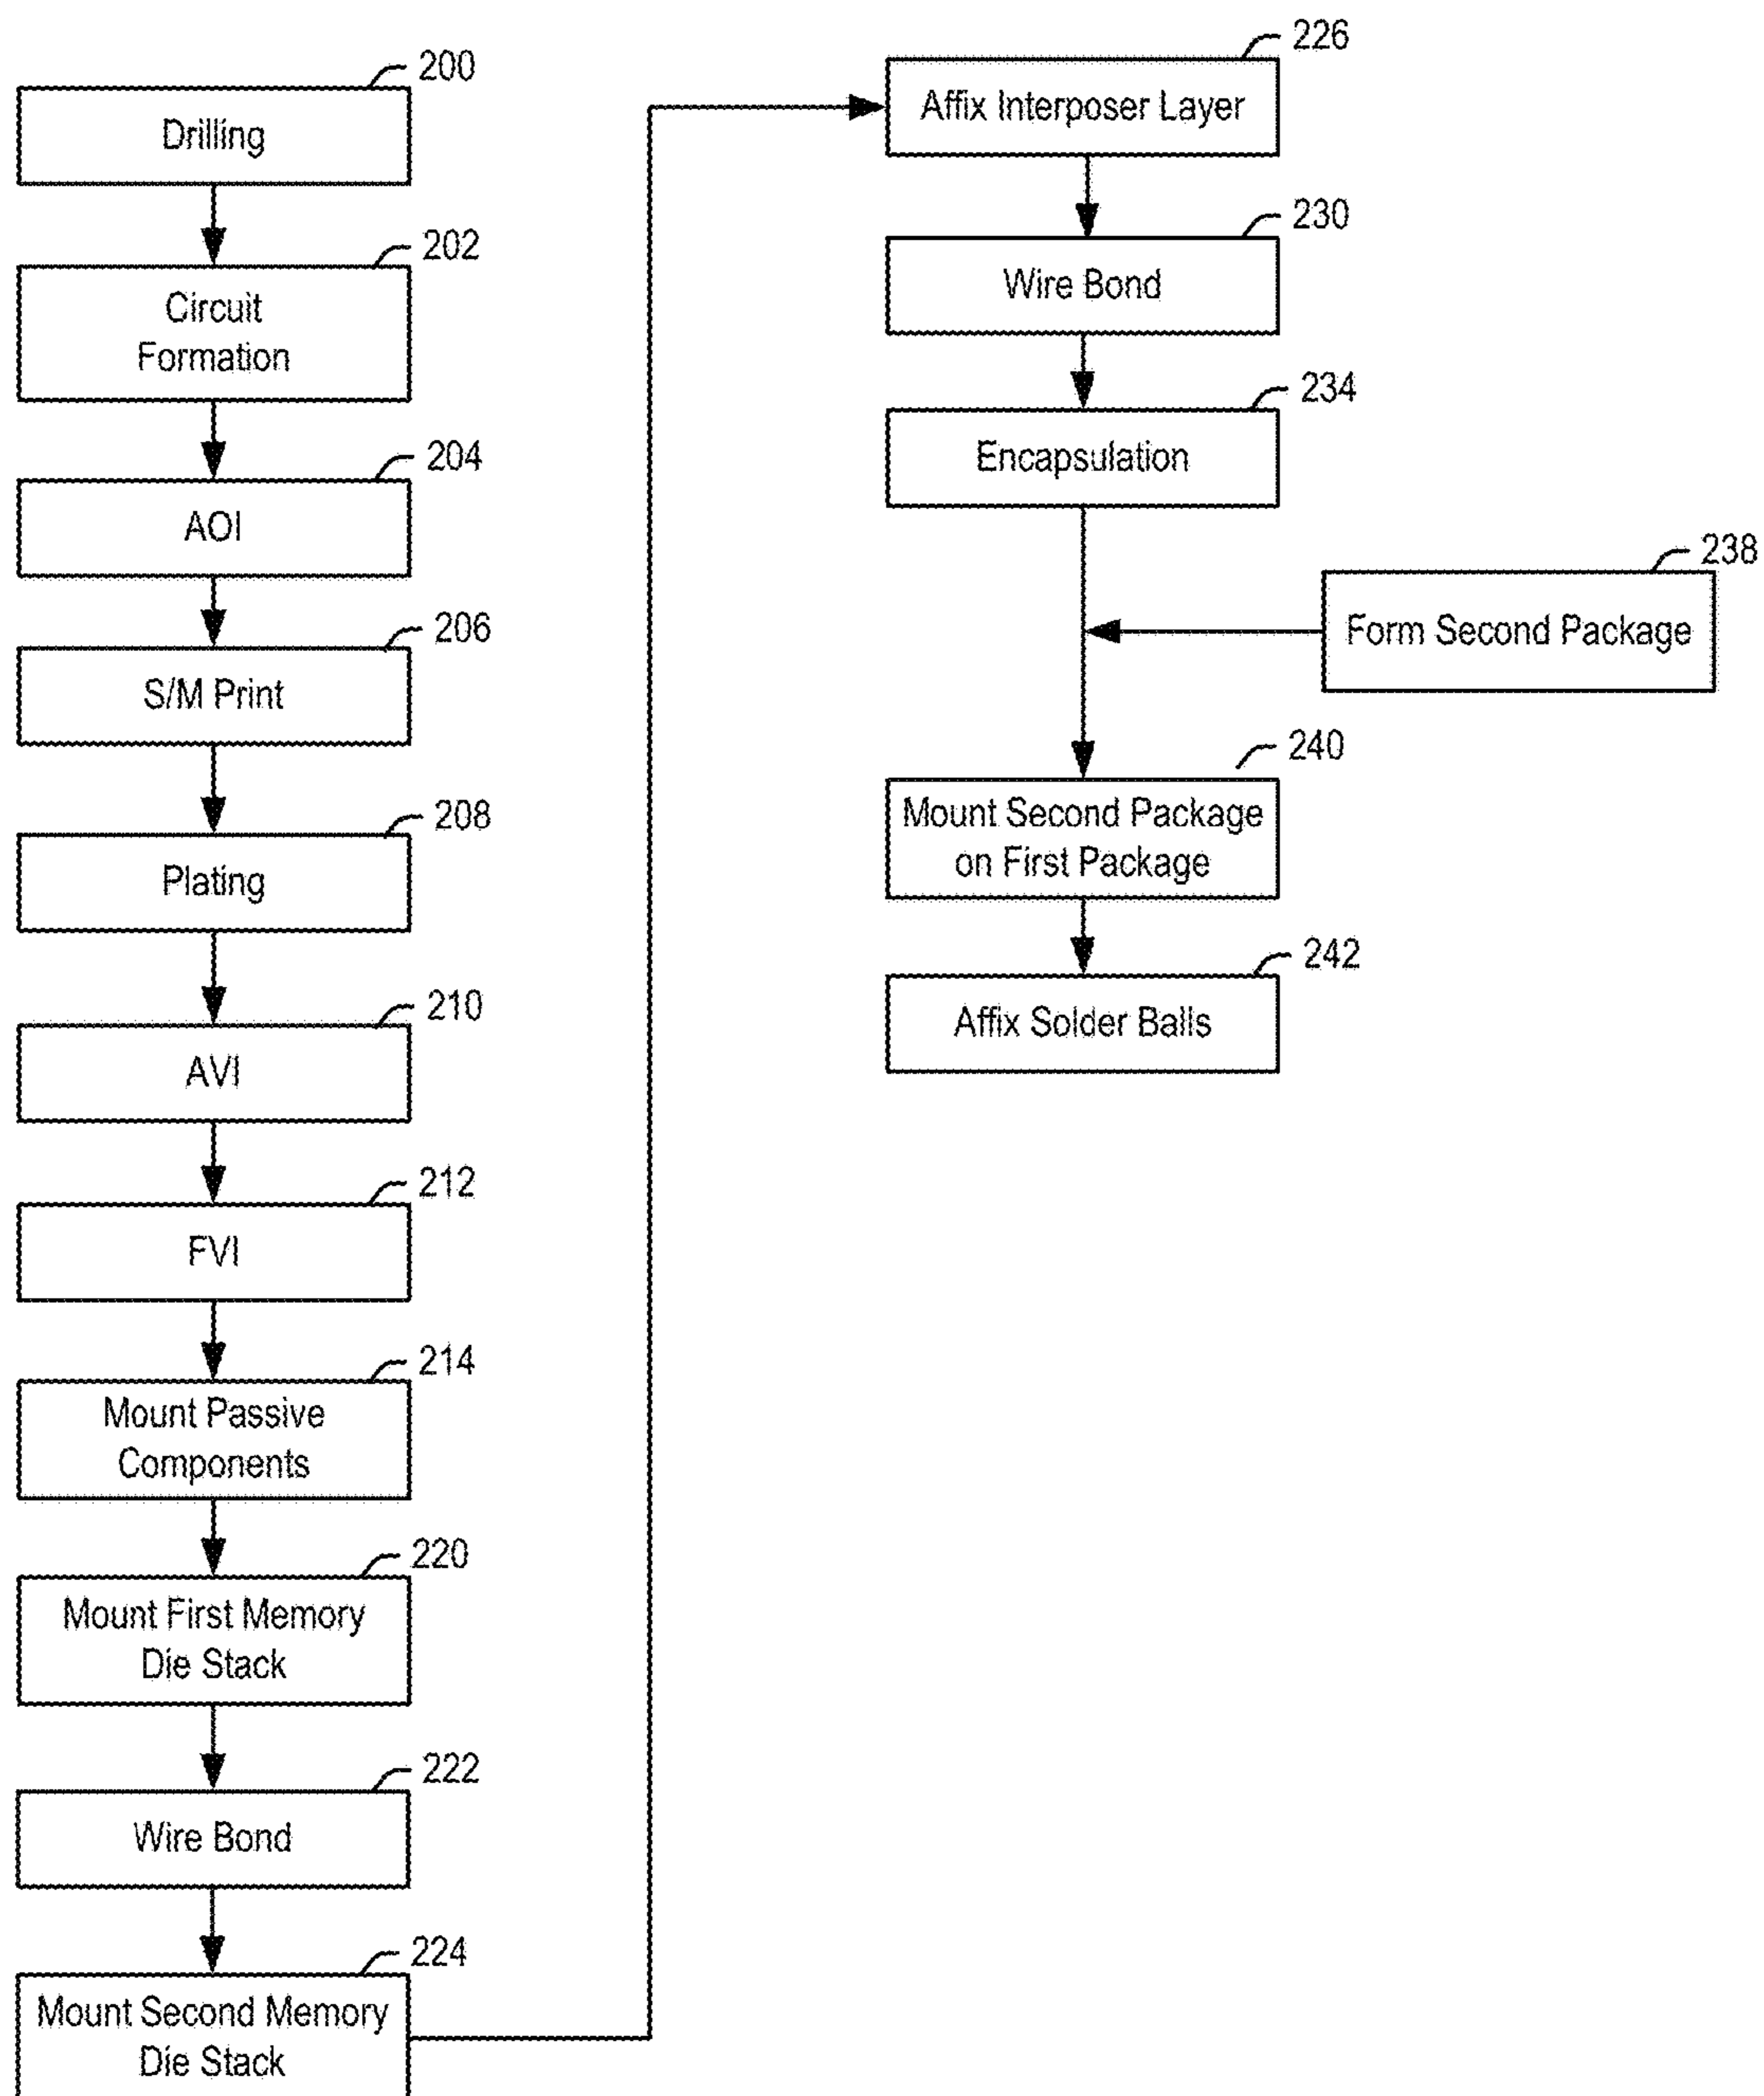 200
Drilling
202
Circuit
Formation
204
AOI
206
S/M Print
208
Plating
210
AVI
212
FVI
214
Mount Passive
Components
220
Mount First Memory
Die Stack
222
Wire Bond
224
Mount Second Memory
Die Stack
226
Affix Interposer Layer
230
Wire Bond
234
Encapsulation
238
Form Second Package
240
Mount Second Package
on First Package
242
Affix Solder Balls